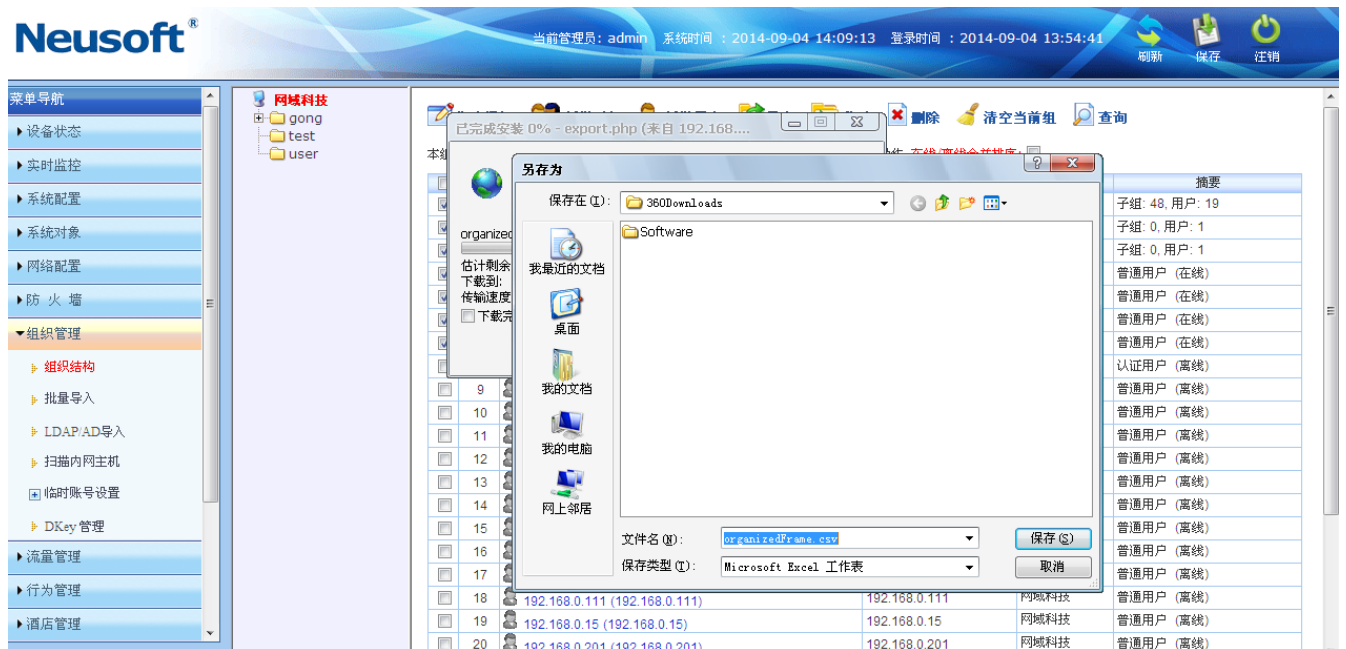 Neusoft®
当前管理员: admin 系统时间 : 2014-09-04 14:09:13 登录时间 : 2014-09-04 13:54:41
刷新 保存 注销
菜单导航
设备状态
实时监控
系统配置
系统对象
网络配置
防 火 墙
组织管理
组织结构
批量导入
LDAP/AD导入
扫描内网主机
临时账号设置
DKey 管理
流量管理
行为管理
酒店管理
网域科技
gong
test
user
删除 清空当前组 查询
已完成安装 0% - export.php (来自 192.168....
本组
organized
估计剩余
下载到:
传输速度
下载完
另存为
保存在(I): 360Downloads
Software
我最近的文档
桌面
我的文档
我的电脑
网上邻居
文件名(N): organizedFrame.csv 保存(S)
保存类型(T): Microsoft Excel 工作表 取消
摘要
子组: 48, 用户: 19
子组: 0, 用户: 1
子组: 0, 用户: 1
普通用户 (在线)
普通用户 (在线)
普通用户 (在线)
普通用户 (在线)
认证用户 (离线)
9 普通用户 (离线)
10 普通用户 (离线)
11 普通用户 (离线)
12 普通用户 (离线)
13 普通用户 (离线)
14 普通用户 (离线)
15 普通用户 (离线)
16 普通用户 (离线)
17 普通用户 (离线)
18 192.168.0.111 (192.168.0.111) 192.168.0.111 网域科技 普通用户 (离线)
19 192.168.0.15 (192.168.0.15) 192.168.0.15 网域科技 普通用户 (离线)
20 192.168.0.201 (192.168.0.201) 192.168.0.201 网域科技 普通用户 (离线)